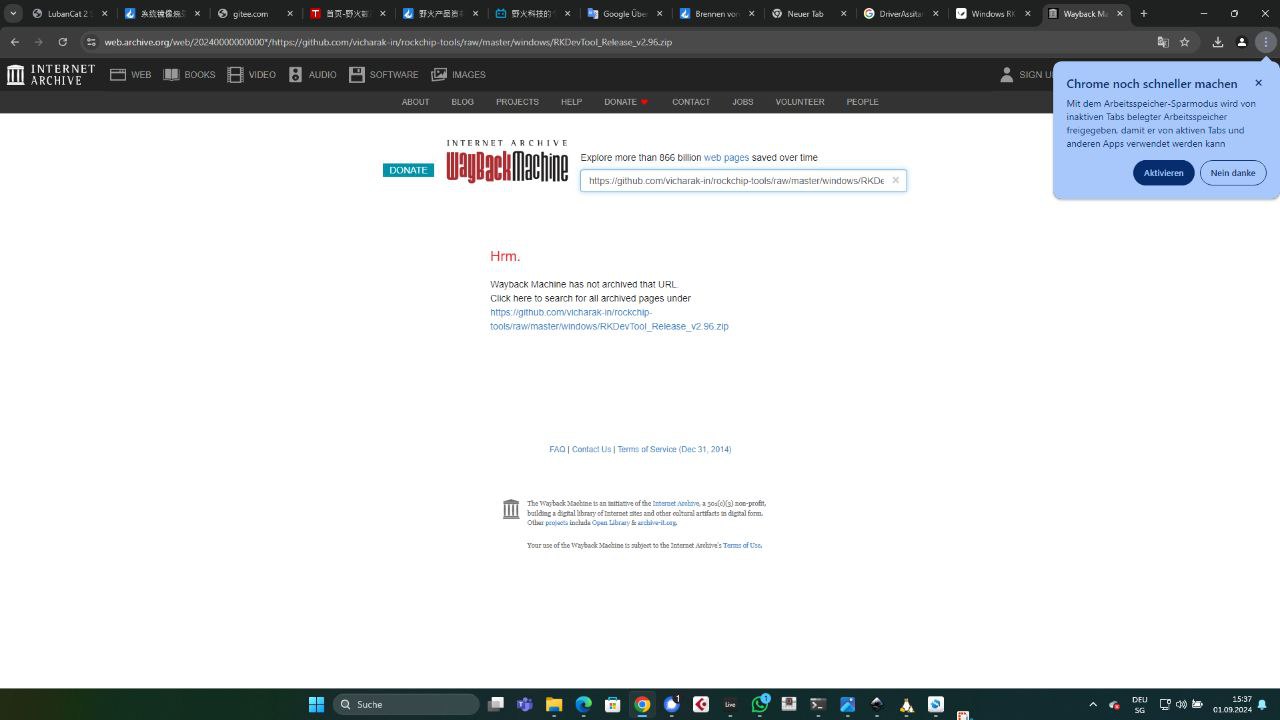 LubanCat 2
系统镜像烧
gitee.com
首页-野火
野火产品资
野火科技的
Google Über
Brennen vor
Neuer Tab
DriverAssitar
Windows R
Wayback Ma
web.archive.org/web/20240000000000*/https://github.com/vicharak-in/rockchip-tools/raw/master/windows/RKDevTool_Release_v2.96.zip
INTERNET ARCHIVE
WEB
BOOKS
VIDEO
AUDIO
SOFTWARE
IMAGES
SIGN U
ABOUT
BLOG
PROJECTS
HELP
DONATE
CONTACT
JOBS
VOLUNTEER
PEOPLE
Chrome noch schneller machen
Mit dem Arbeitsspeicher-Sparmodus wird von
inaktiven Tabs belegter Arbeitsspeicher
freigegeben, damit er von aktiven Tabs und
anderen Apps verwendet werden kann
Aktivieren
Nein danke
DONATE
INTERNET ARCHIVE
WayBackMachine
Explore more than 866 billion web pages saved over time
https://github.com/vicharak-in/rockchip-tools/raw/master/windows/RKDe
Hrm.
Wayback Machine has not archived that URL.
Click here to search for all archived pages under
https://github.com/vicharak-in/rockchip-
tools/raw/master/windows/RKDevTool_Release_v2.96.zip
FAQ | Contact Us | Terms of Service (Dec 31, 2014)
The Wayback Machine is an initiative of the Internet Archive, a 501(c)(3) non-profit,
building a digital library of Internet sites and other cultural artifacts in digital form.
Other projects include Open Library & archive-it.org.
Your use of the Wayback Machine is subject to the Internet Archive's Terms of Use.
Suche
1
Live
1
DEU
SG
15:37
01.09.2024